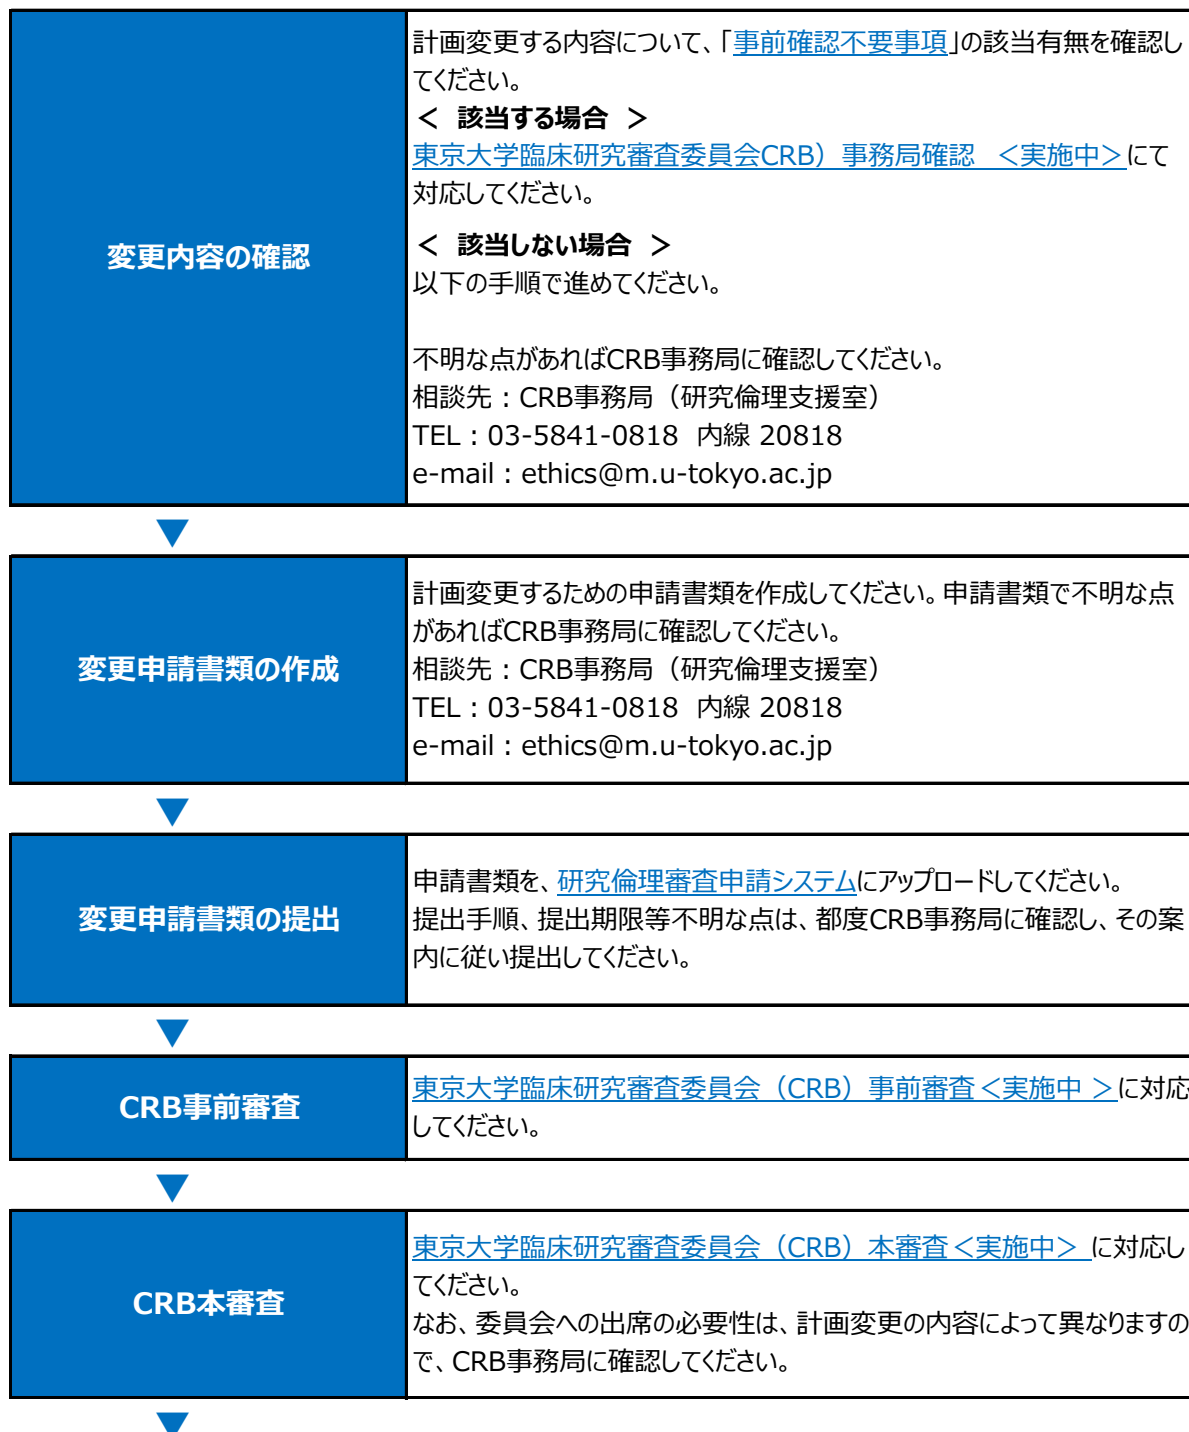 変更内容の確認
計画変更する内容について、「事前確認不要事項」の該当有無を確認し
てください。
＜ 該当する場合 ＞
東京大学臨床研究審査委員会CRB）事務局確認 ＜実施中＞にて
対応してください。
＜ 該当しない場合 ＞
以下の手順で進めてください。
不明な点があればCRB事務局に確認してください。
相談先：CRB事務局（研究倫理支援室）
TEL：03-5841-0818 内線 20818
e-mail：ethics@m.u-tokyo.ac.jp
▼
変更申請書類の作成
計画変更するための申請書類を作成してください。申請書類で不明な点
があればCRB事務局に確認してください。
相談先：CRB事務局（研究倫理支援室）
TEL：03-5841-0818 内線 20818
e-mail：ethics@m.u-tokyo.ac.jp
▼
変更申請書類の提出
申請書類を、研究倫理審査申請システムにアップロードしてください。
提出手順、提出期限等不明な点は、都度CRB事務局に確認し、その案
内に従い提出してください。
▼
CRB事前審査
東京大学臨床研究審査委員会（CRB）事前審査＜実施中 ＞に対応
してください。
▼
CRB本審査
東京大学臨床研究審査委員会（CRB）本審査＜実施中＞ に対応し
てください。
なお、委員会への出席の必要性は、計画変更の内容によって異なりますの
で、CRB事務局に確認してください。
▼